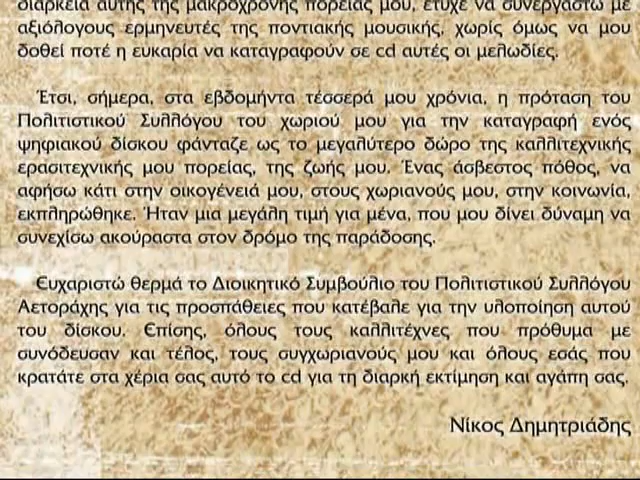 διάρκεια αυτής της μακρόχρονης πορείας μου, έτυχε να συνεργαστώ με
αξιόλογους ερμηνευτές της ποντιακής μουσικής, χωρίς όμως να μου
δοθεί ποτέ η ευκαρία να καταγραφούν σε cd αυτές οι μελωδίες.
Έτσι, σήμερα, στα εβδομήντα τέσσερά μου χρόνια, η πρόταση του
Πολιτιστικού Συλλόγου του χωριού μου για την καταγραφή ενός
ψηφιακού δίσκου φάνταζε ως το μεγαλύτερο δώρο της καλλιτεχνικής
ερασιτεχνικής μου πορείας, της ζωής μου. Ένας άσβεστος πόθος, να
αφήσω κάτι στην οικογένειά μου, στους χωριανούς μου, στην κοινωνία,
εκπληρώθηκε. Ήταν μια μεγάλη τιμή για μένα, που μου δίνει δύναμη να
συνεχίσω ακούραστα στον δρόμο της παράδοσης.
Ευχαριστώ θερμά το Διοικητικό Συμβούλιο του Πολιτιστικού Συλλόγου
Αετοράχης για τις προσπάθειες που κατέβαλε για την υλοποίηση αυτού
του δίσκου. Επίσης, όλους τους καλλιτέχνες που πρόθυμα με
συνόδευσαν και τέλος, τους συγχωριανούς μου και όλους εσάς που
κρατάτε στα χέρια σας αυτό το cd για τη διαρκή εκτίμηση και αγάπη σας.
Νίκος Δημητριάδης